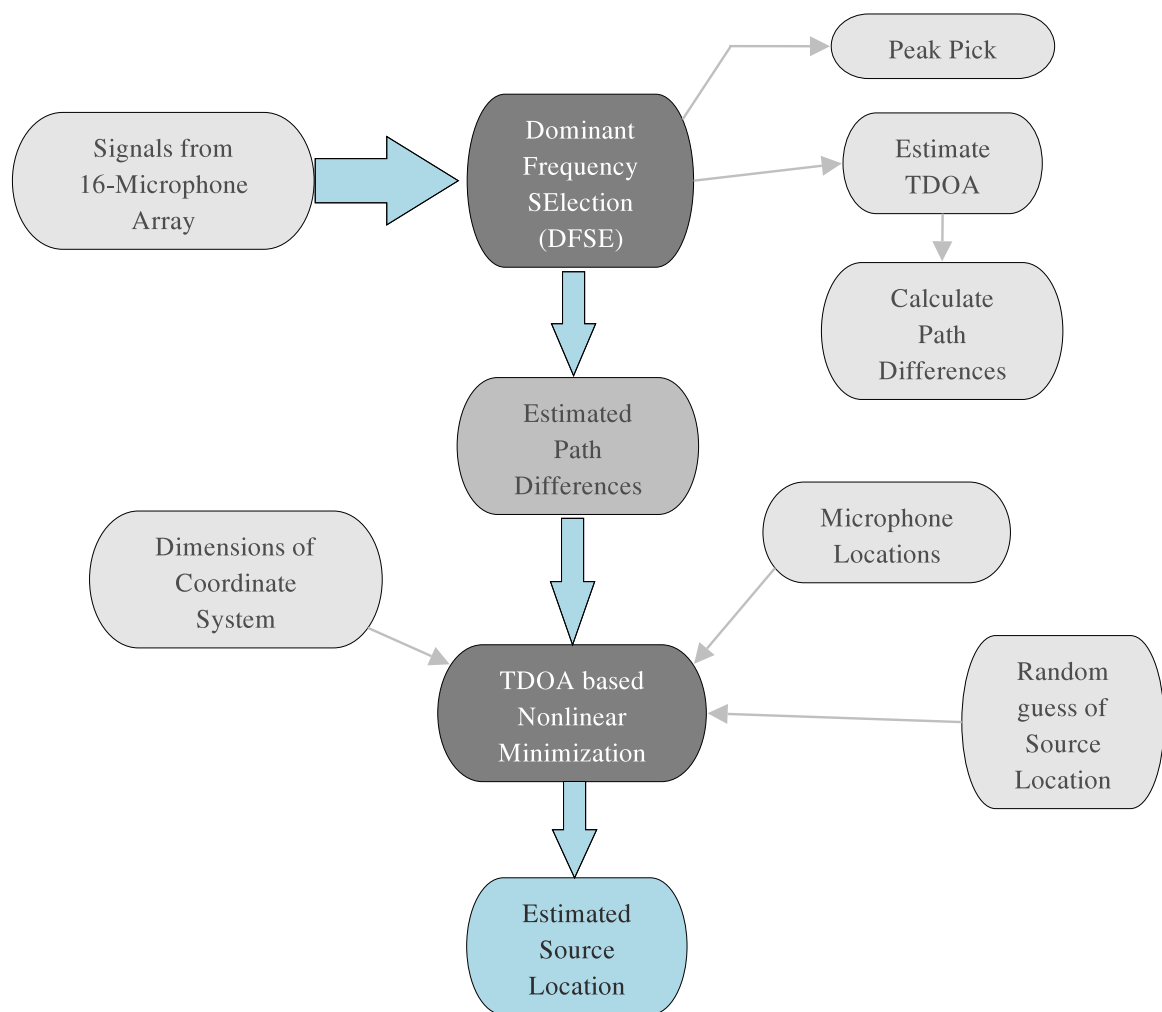 Peak Pick
Signals from
16-Microphone
Array
Dominant
Frequency
SElection
(DFSE)
Estimate
TDOA
Calculate
Path
Differences
Estimated
Path
Differences
Dimensions of
Coordinate
System
Microphone
Locations
TDOA based
Nonlinear
Minimization
Random
guess of
Source
Location
Estimated
Source
Location